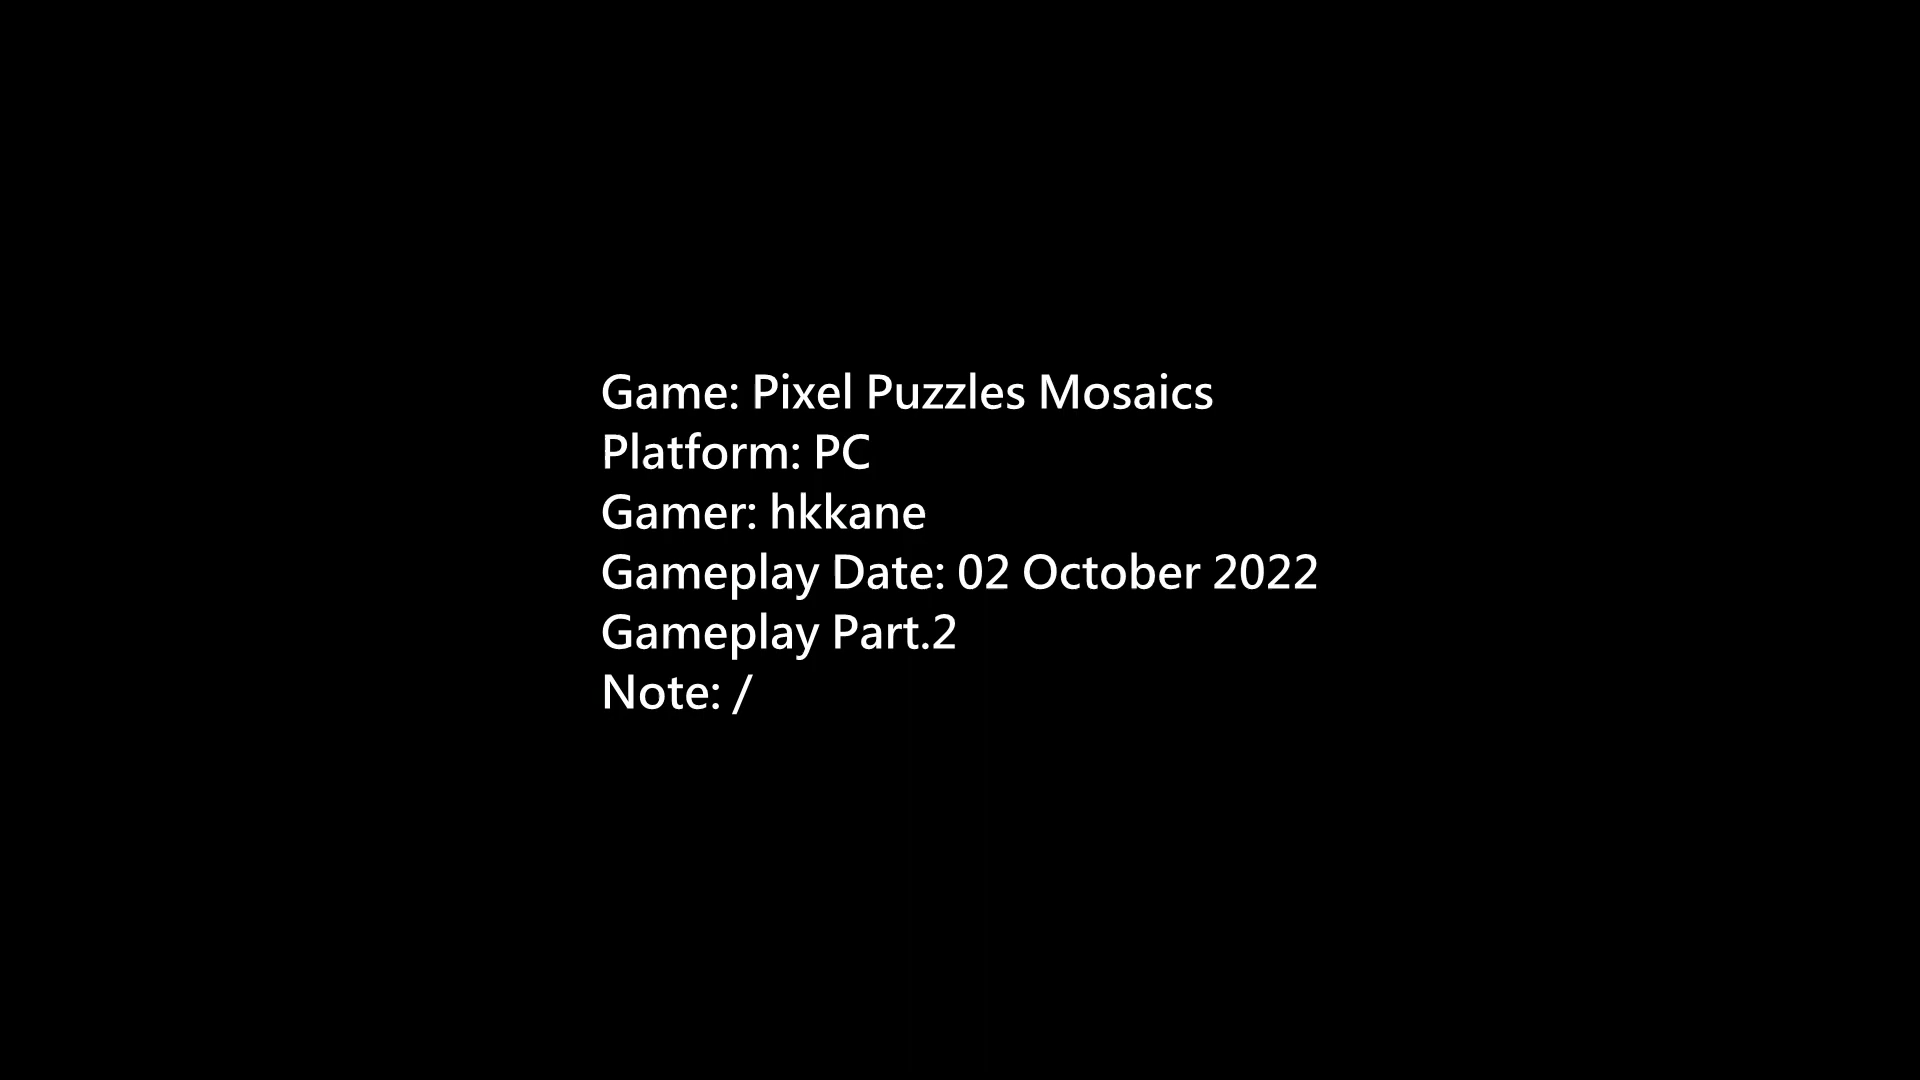 Game: Pixel Puzzles Mosaics
Platform: PC
Gamer: hkkane
Gameplay Date: 02 October 2022
Gameplay Part.2
Note: /